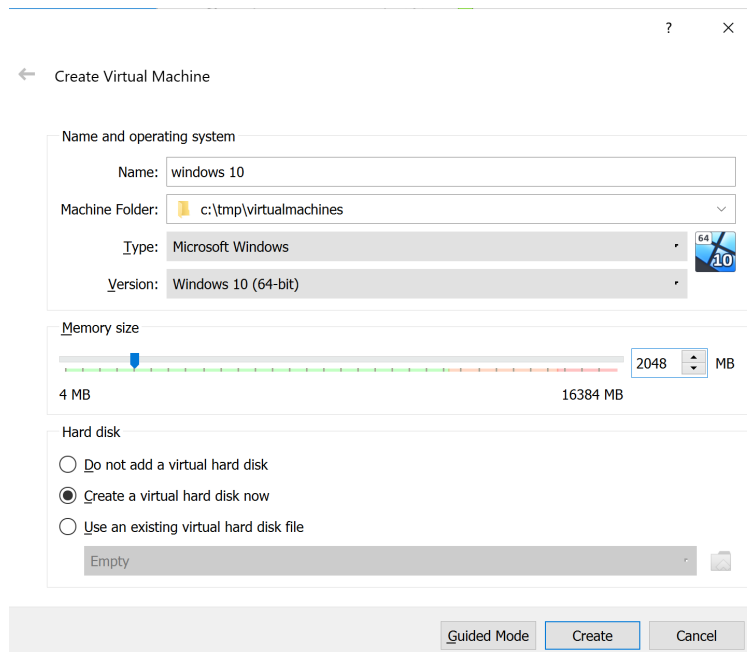 ?
Create Virtual Machine
Name and operating system
Name: windows 10
Machine Folder: c:\tmp\virtualmachines
Type: Microsoft Windows
64
10
Version: Windows 10 (64-bit)
Memory size
2048 MB
4 MB 16384 MB
Hard disk
Do not add a virtual hard disk
Create a virtual hard disk now
Use an existing virtual hard disk file
Empty
Guided Mode Create Cancel